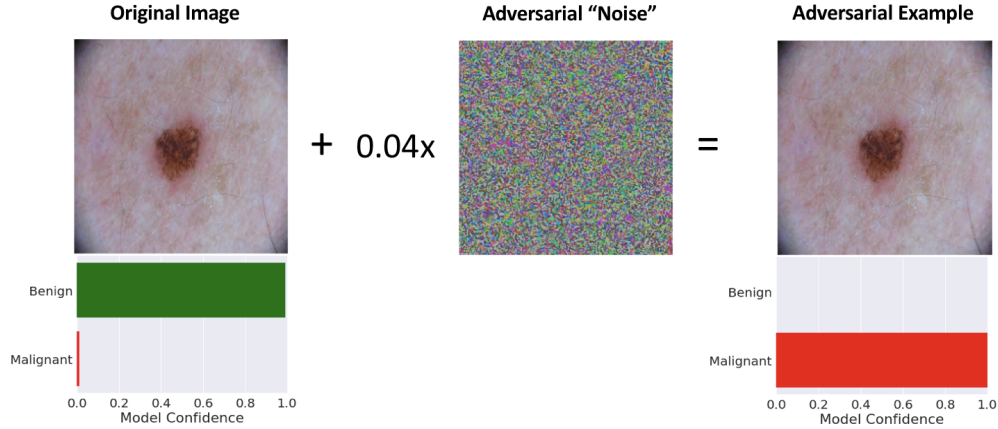 Original Image
Adversarial “Noise”
Adversarial Example
+ 0.04x =
Benign
Malignant
0.0 0.2 0.4 0.6 0.8 1.0
Model Confidence
Benign
Malignant
0.0 0.2 0.4 0.6 0.8 1.0
Model Confidence